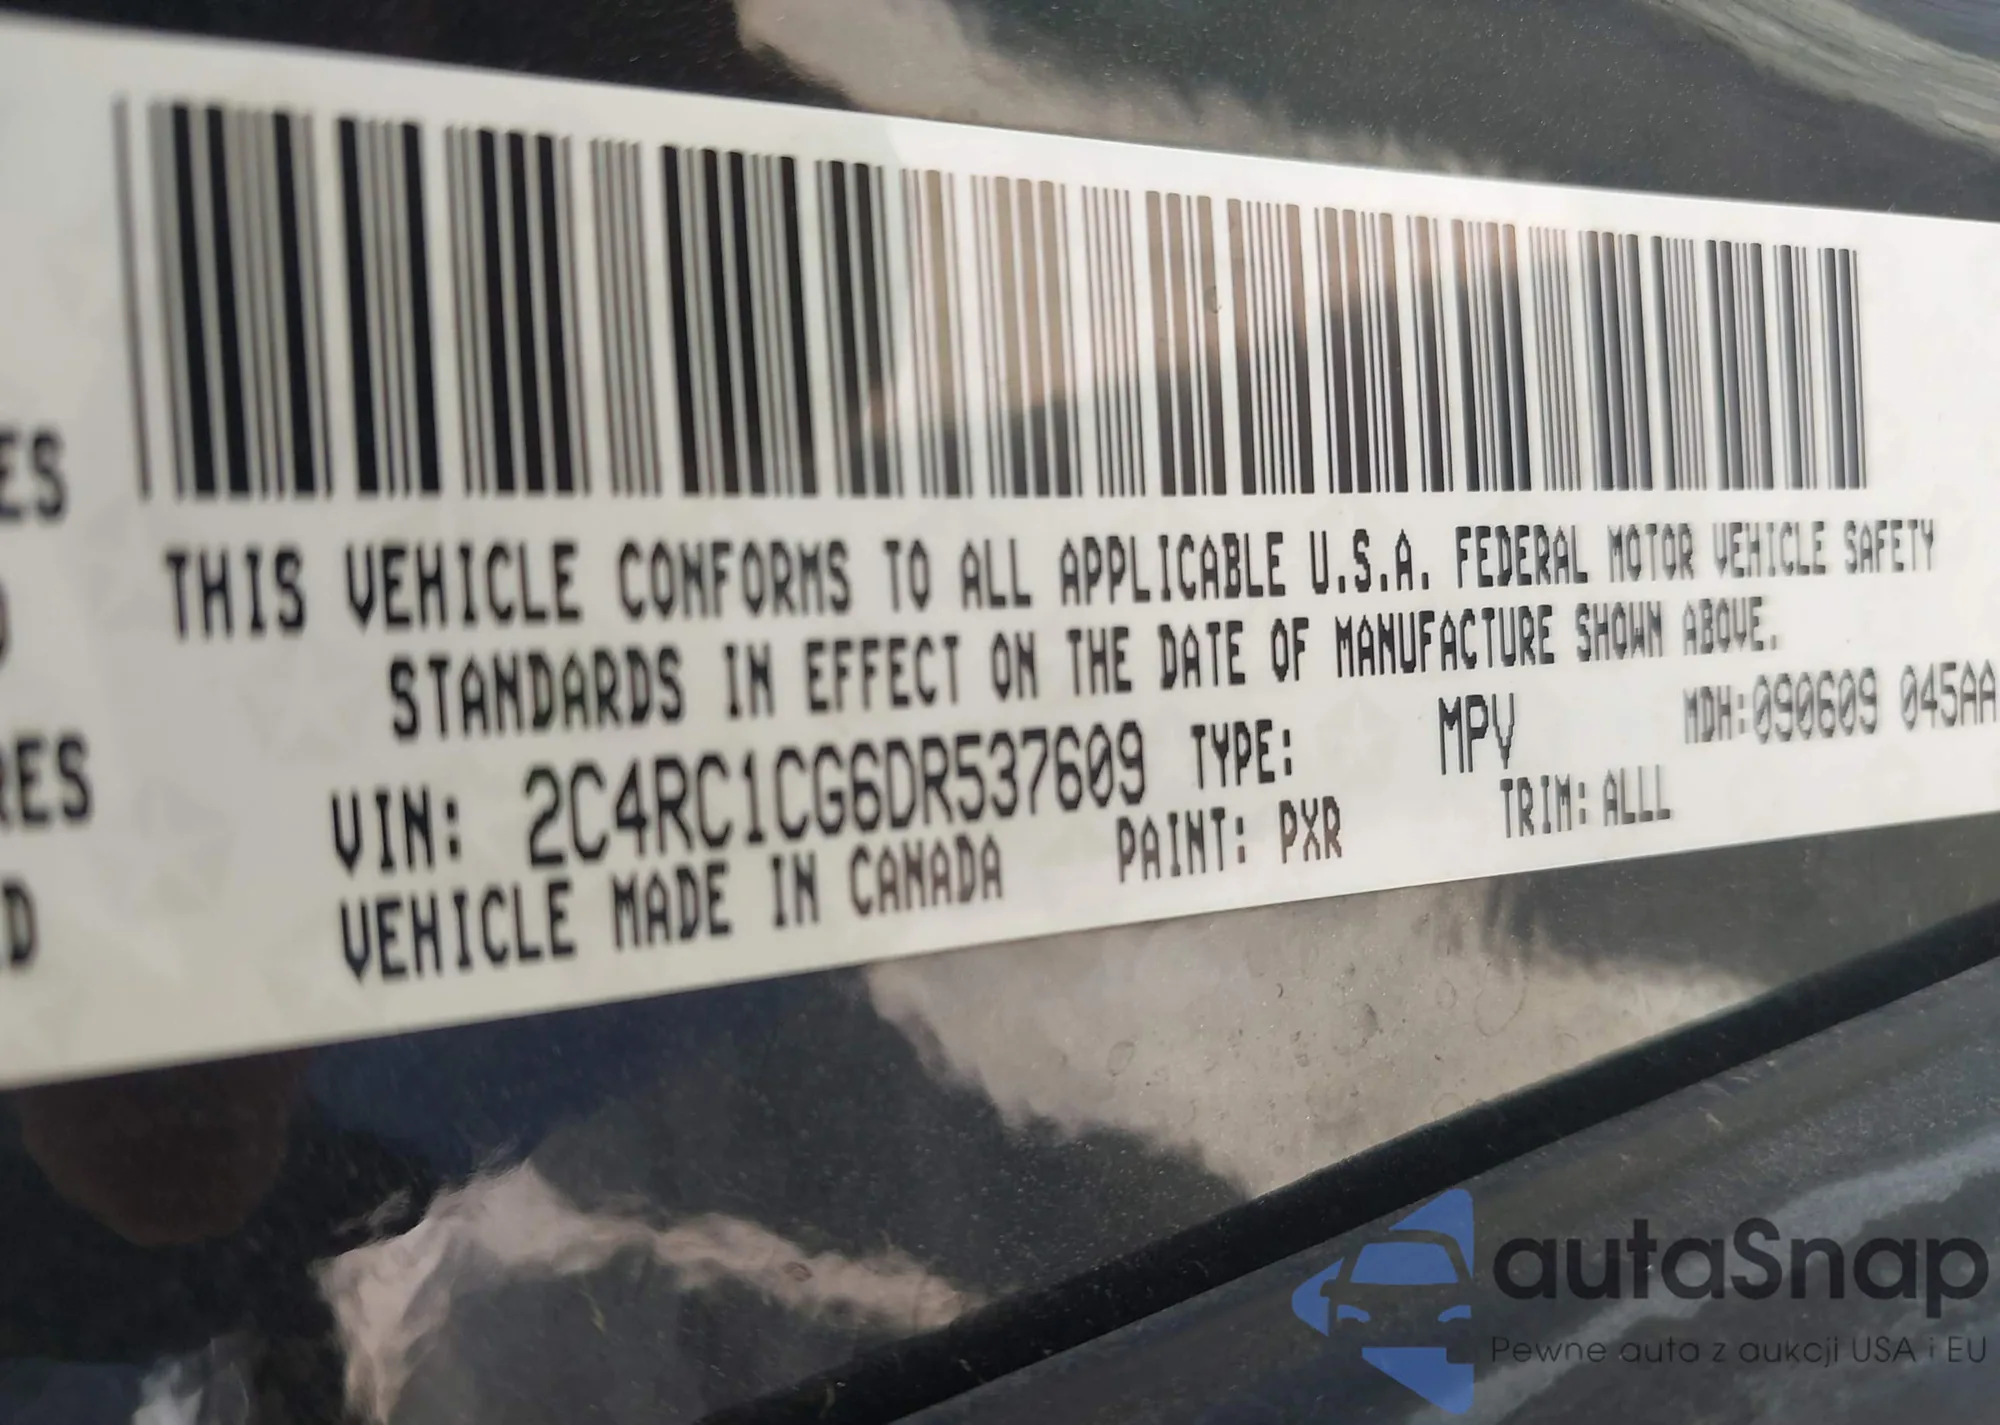 ES
THIS VEHICLE CONFORMS TO ALL APPLICABLE U.S.A. FEDERAL MOTOR VEHICLE SAFETY
STANDARDS IN EFFECT ON THE DATE OF MANUFACTURE SHOWN ABOVE.
RES
VIN: 2C4RC1CG6DR537609 TYPE: MPV MDH:090609 045AA
VEHICLE MADE IN CANADA PAINT: PXR TRIM: ALLL
D
autaSnap
Pewne auta z aukcji USA i EU